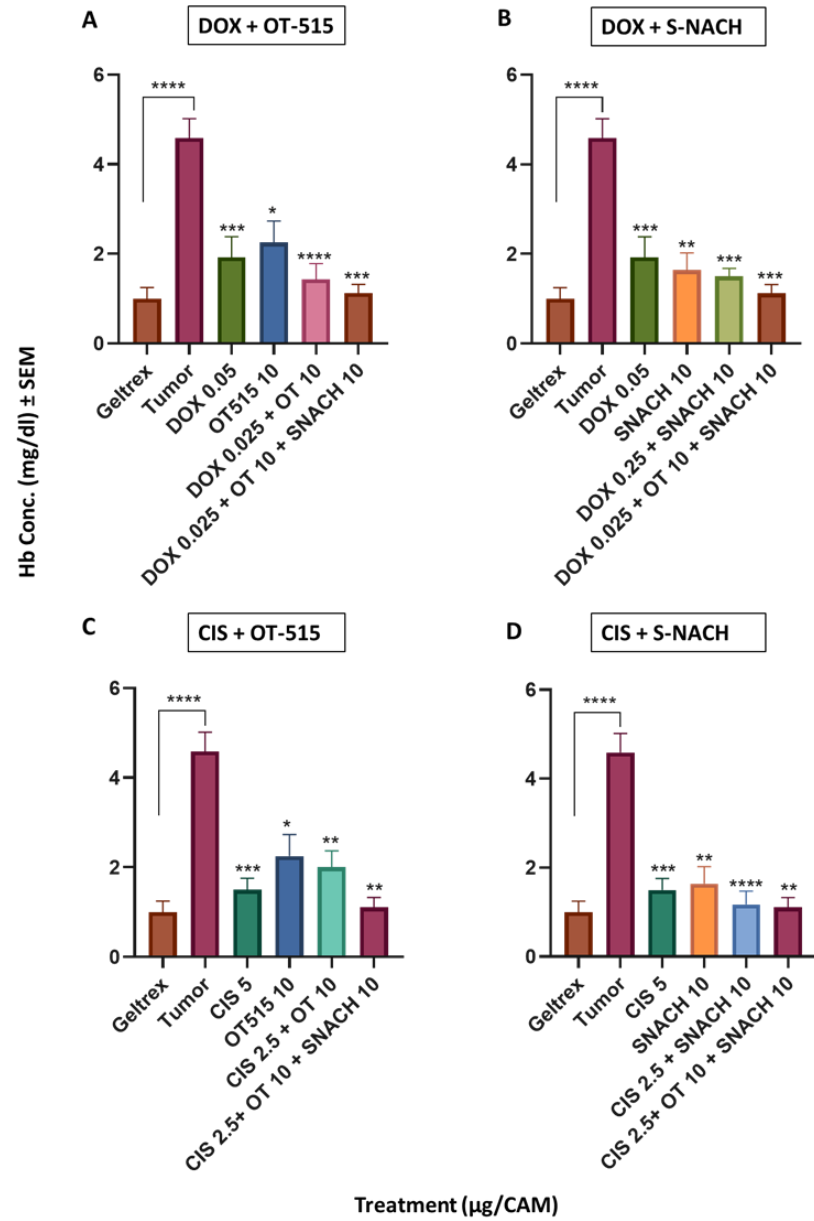 A
DOX + OT-515
6
4
2
0
****
***
*
****
***
Geltrex
Tumor
DOX 0.05
OT515 10
DOX 0.025 + OT 10
DOX 0.025 + OT 10 + SNACH 10
B
DOX + S-NACH
6
4
2
0
****
***
**
***
***
Geltrex
Tumor
DOX 0.05
SNACH 10
DOX 0.25 + SNACH 10
DOX 0.025 + OT 10 + SNACH 10
Hb Conc. (mg/dl) ± SEM
C
CIS + OT-515
6
4
2
0
****
***
*
**
**
Geltrex
Tumor
CIS 5
OT515 10
CIS 2.5 + OT 10
CIS 2.5+ OT 10 + SNACH 10
D
CIS + S-NACH
6
4
2
0
****
***
**
****
**
Geltrex
Tumor
CIS 5
SNACH 10
CIS 2.5 + SNACH 10
CIS 2.5+ OT 10 + SNACH 10
Treatment (µg/CAM)